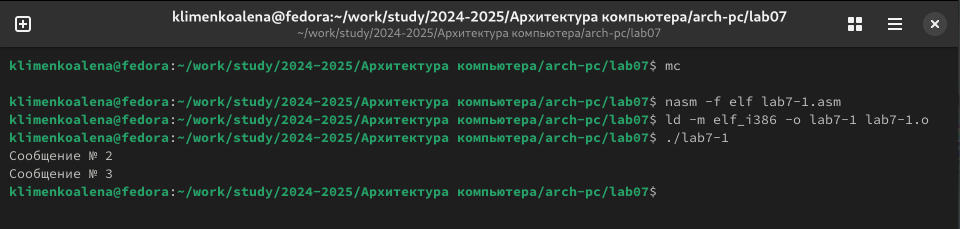 klimenkoalena@fedora:~/work/study/2024-2025/Архитектура компьютера/arch-pc/lab07
~/work/study/2024-2025/Архитектура компьютера/arch-pc/lab07
klimenkoalena@fedora:~/work/study/2024-2025/Архитектура компьютера/arch-pc/lab07$ mc
klimenkoalena@fedora:~/work/study/2024-2025/Архитектура компьютера/arch-pc/lab07$ nasm -f elf lab7-1.asm
klimenkoalena@fedora:~/work/study/2024-2025/Архитектура компьютера/arch-pc/lab07$ ld -m elf_i386 -o lab7-1 lab7-1.o
klimenkoalena@fedora:~/work/study/2024-2025/Архитектура компьютера/arch-pc/lab07$ ./lab7-1
Сообщение № 2
Сообщение № 3
klimenkoalena@fedora:~/work/study/2024-2025/Архитектура компьютера/arch-pc/lab07$